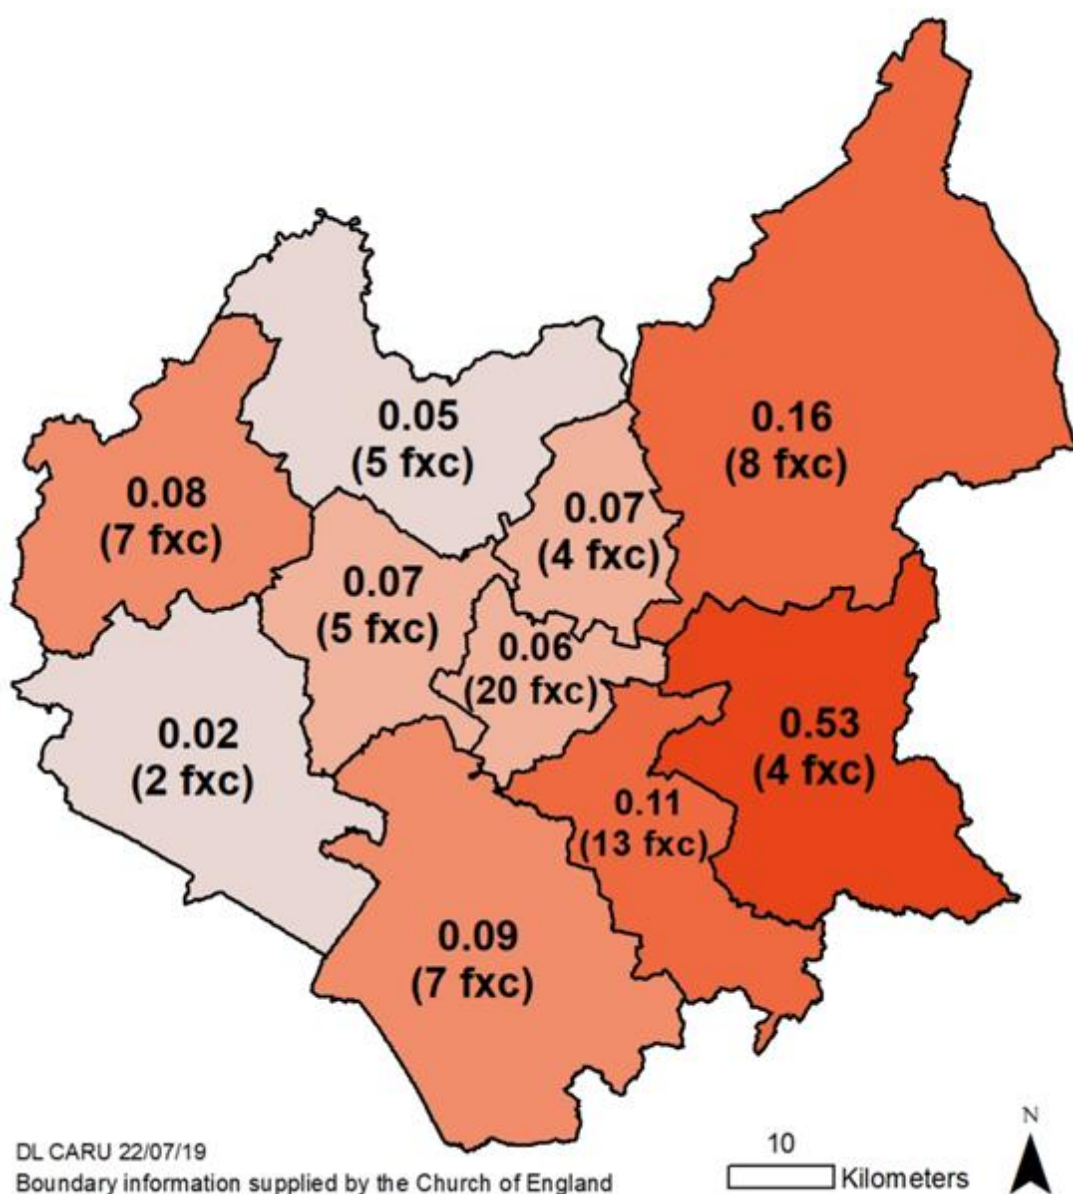 0.05
(5 fxc)
0.16
(8 fxc)
0.08
(7 fxc)
0.07
(4 fxc)
0.07
(5 fxc)
0.06
(20 fxc)
0.02
(2 fxc)
0.53
(4 fxc)
0.11
(13 fxc)
0.09
(7 fxc)
DL CARU 22/07/19
Boundary information supplied by the Church of England
10
Kilometers
N